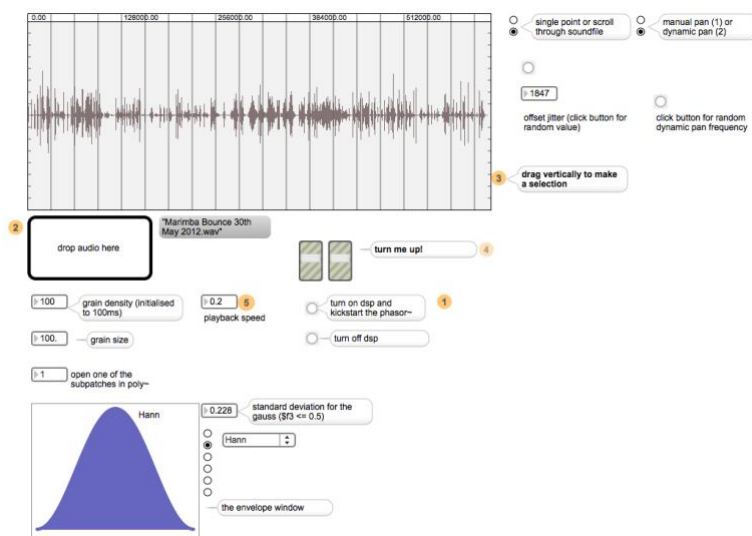 0.00 128000.00 256000.00 384000.00 512000.00
single point or scroll
through soundfile
manual pan (1) or
dynamic pan (2)
1847
offset jitter (click button for
random value)
click button for random
dynamic pan frequency
3
drag vertically to make
a selection
2
drop audio here
"Marimba Bounce 30th
May 2012.wav"
turn me up!
4
100
grain density (initialised
to 100ms)
0.2
5
playback speed
turn on dsp and
kickstart the phasor~
1
100.
grain size
turn off dsp
1
open one of the
subpatches in poly~
Hann
0.228
standard deviation for the
gauss ($f3 <= 0.5)
Hann
the envelope window